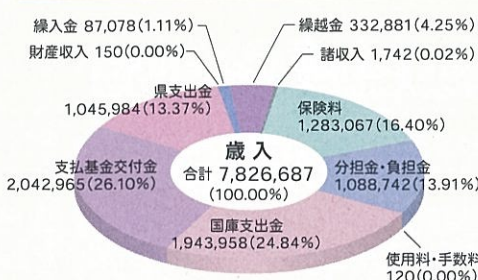 繰入金 87,078(1.11%)
繰越金 332,881(4.25%)
財産収入 150(0.00%)
諸収入 1,742(0.02%)
県支出金
1,045,984(13.37%)
保険料
1,283,067(16.40%)
歳入
合計 7,826,687
(100.00%)
支払基金交付金
2,042,965(26.10%)
分担金・負担金
1,088,742(13.91%)
国庫支出金
1,943,958(24.84%)
使用料・手数料
120(0.00%)